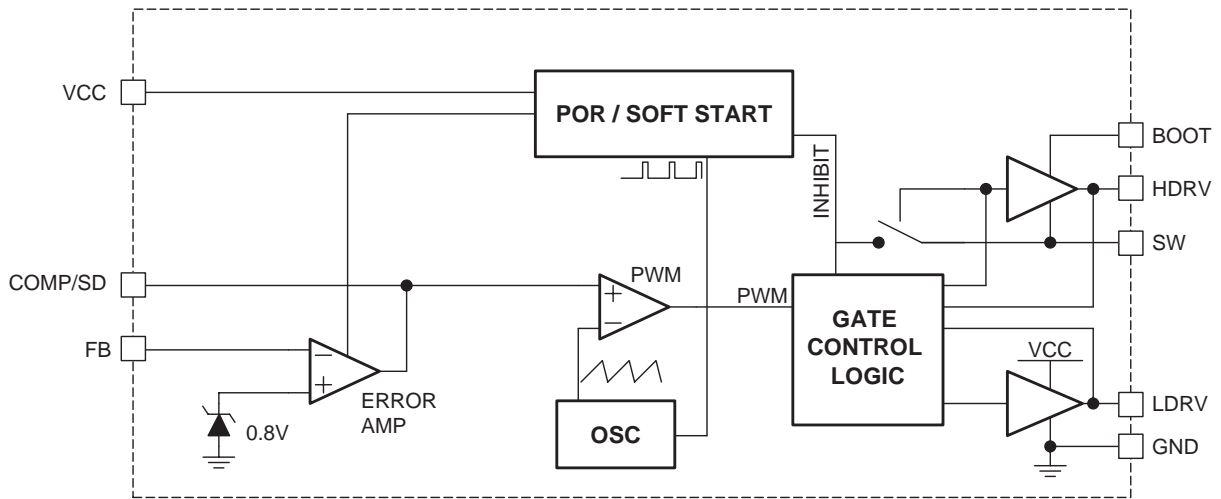 VCC
POR / SOFT START
BOOT
HDRV
INHIBIT
SW
COMP/SD
PWM
PWM
FB
GATE
CONTROL
LOGIC
VCC
ERROR
AMP
0.8V
OSC
LDRV
GND